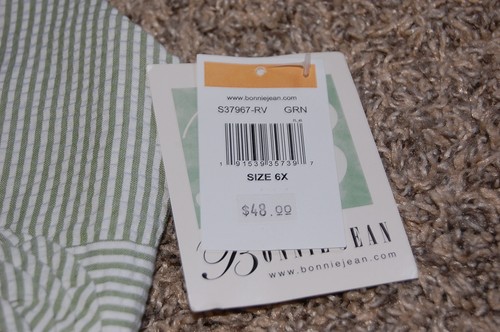 www.bonniejean.com
S37967-RV GRN
1 91539 35739 7
SIZE 6X
$48.00
BONNIE JEAN
www.bonniejean.com